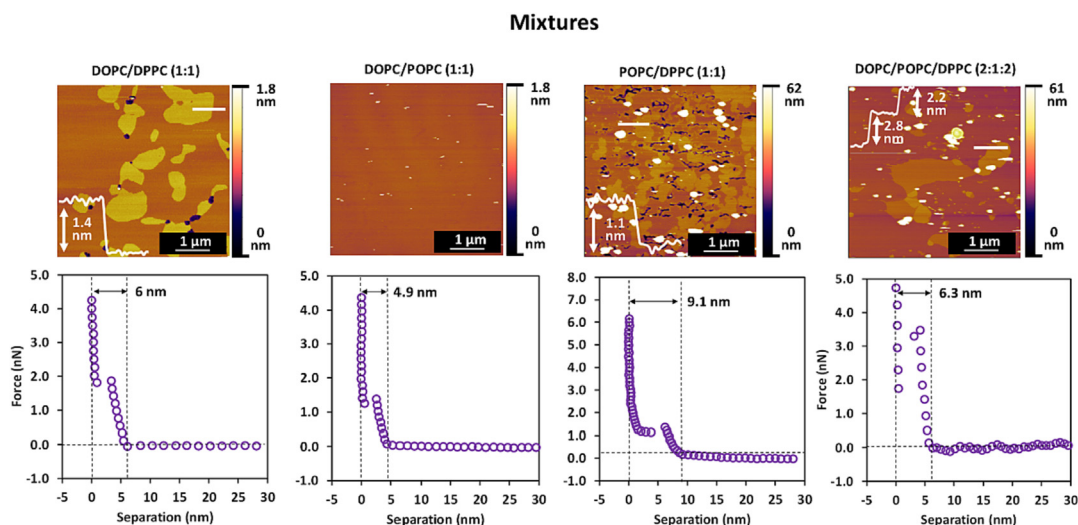 Mixtures
DOPC/DPPC (1:1)
DOPC/POPC (1:1)
POPC/DPPC (1:1)
DOPC/POPC/DPPC (2:1:2)
1.8
nm
1.4
nm
1 µm
0
nm
1.8
nm
1 µm
0
nm
62
nm
1.1
nm
1 µm
0
nm
61
nm
2.2
nm
2.8
nm
1 µm
0
nm
Force (nN)
5.0
4.0
3.0
2.0
1.0
0.0
-1.0
6 nm
-5 0 5 10 15 20 25 30
Separation (nm)
5.0
4.0
3.0
2.0
1.0
0.0
-1.0
4.9 nm
-5 0 5 10 15 20 25 30
Separation (nm)
8.0
7.0
6.0
5.0
4.0
3.0
2.0
1.0
0.0
-1.0
9.1 nm
-5 0 5 10 15 20 25 30
Separation (nm)
5.0
4.0
3.0
2.0
1.0
0.0
-1.0
6.3 nm
-5 0 5 10 15 20 25 30
Separation (nm)